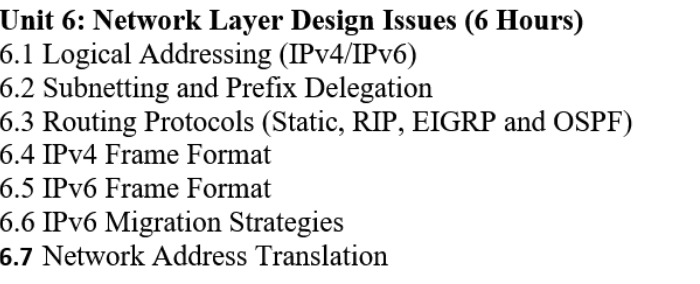 Unit 6: Network Layer Design Issues (6 Hours)
6.1 Logical Addressing (IPv4/IPv6)
6.2 Subnetting and Prefix Delegation
6.3 Routing Protocols (Static, RIP, EIGRP and OSPF)
6.4 IPv4 Frame Format
6.5 IPv6 Frame Format
6.6 IPv6 Migration Strategies
6.7 Network Address Translation